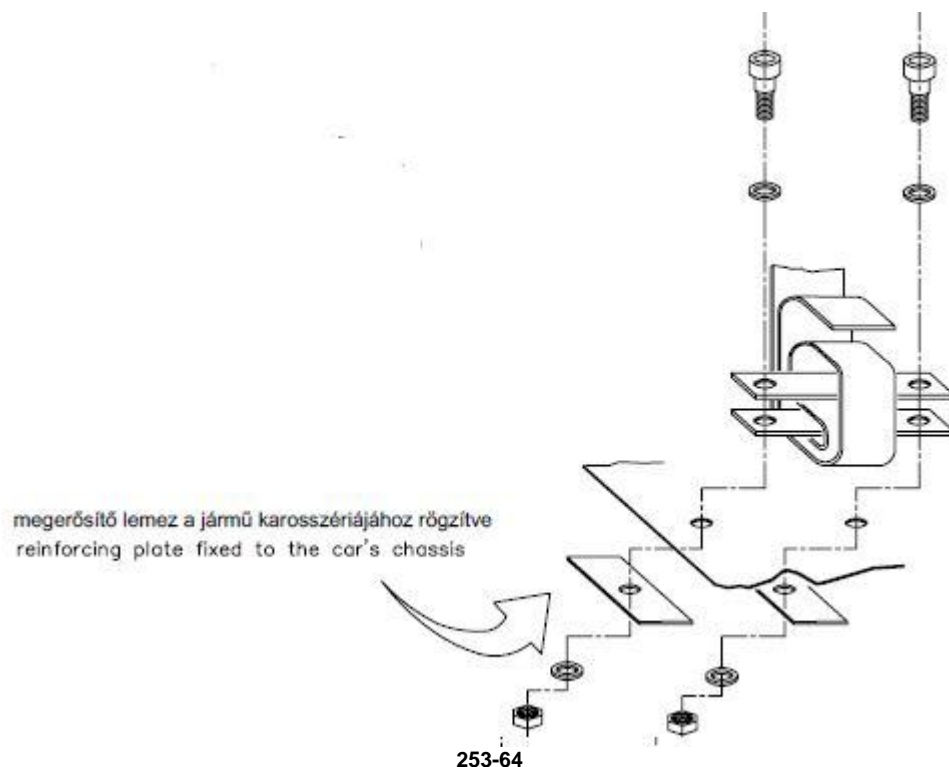 megerősítő lemez a jármű karosszériájához rögzítve
reinforcing plate fixed to the car's chassis
253-64